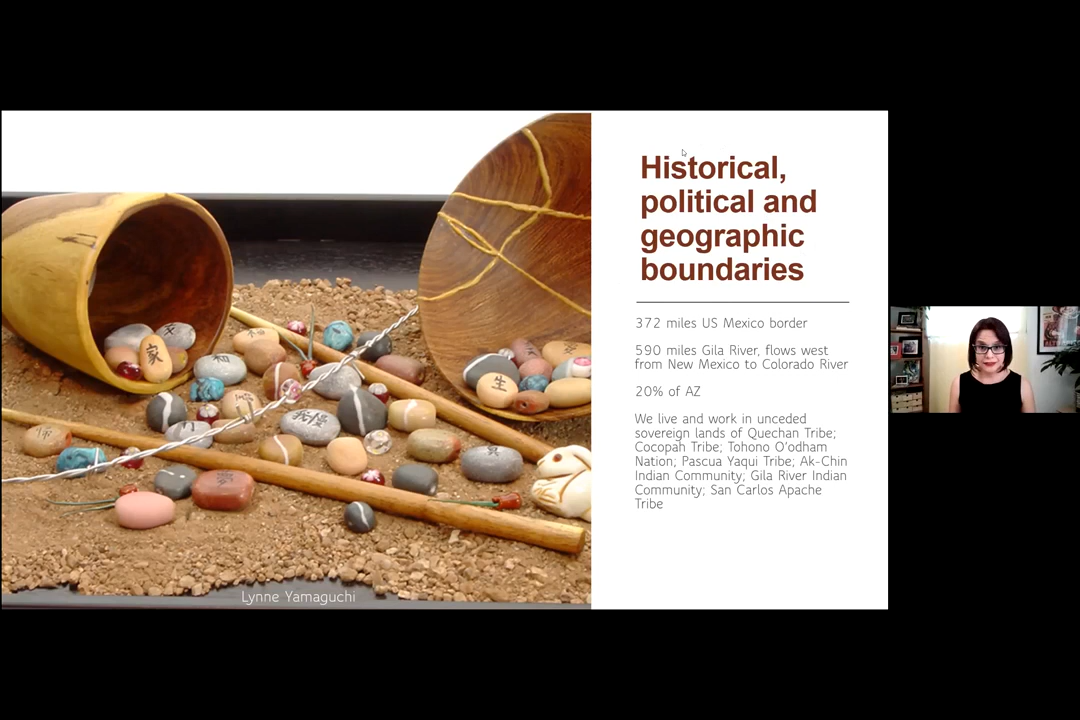 Historical,
political and
geographic
boundaries
372 miles US Mexico border
590 miles Gila River, flows west
from New Mexico to Colorado River
20% of AZ
We live and work in unceded
sovereign lands of Quechan Tribe;
Cocopah Tribe; Tohono O'odham
Nation; Pascua Yaqui Tribe; Ak-Chin
Indian Community; Gila River Indian
Community; San Carlos Apache
Tribe
家
生
Lynne Yamaguchi